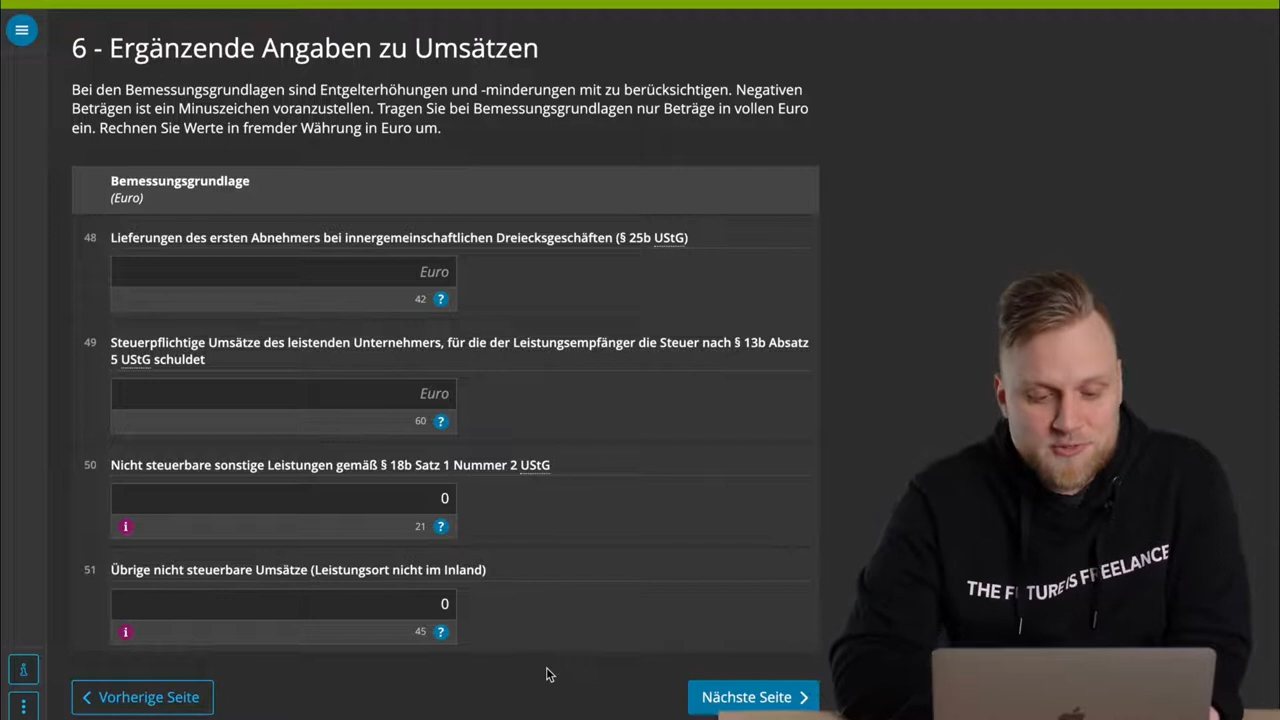 6 - Ergänzende Angaben zu Umsätzen
Bei den Bemessungsgrundlagen sind Entgelterhöhungen und -minderungen mit zu berücksichtigen. Negativen
Beträgen ist ein Minuszeichen voranzustellen. Tragen Sie bei Bemessungsgrundlagen nur Beträge in vollen Euro
ein. Rechnen Sie Werte in fremder Währung in Euro um.
Bemessungsgrundlage
(Euro)
48 Lieferungen des ersten Abnehmers bei innergemeinschaftlichen Dreiecksgeschäften (§ 25b UStG)
Euro
42 ?
49 Steuerpflichtige Umsätze des leistenden Unternehmers, für die der Leistungsempfänger die Steuer nach § 13b Absatz
5 UStG schuldet
Euro
60 ?
50 Nicht steuerbare sonstige Leistungen gemäß § 18b Satz 1 Nummer 2 UStG
0
i 21 ?
51 Übrige nicht steuerbare Umsätze (Leistungsort nicht im Inland)
0
i 45 ?
Vorherige Seite
Nächste Seite
THE FUTURE IS FREELANCE